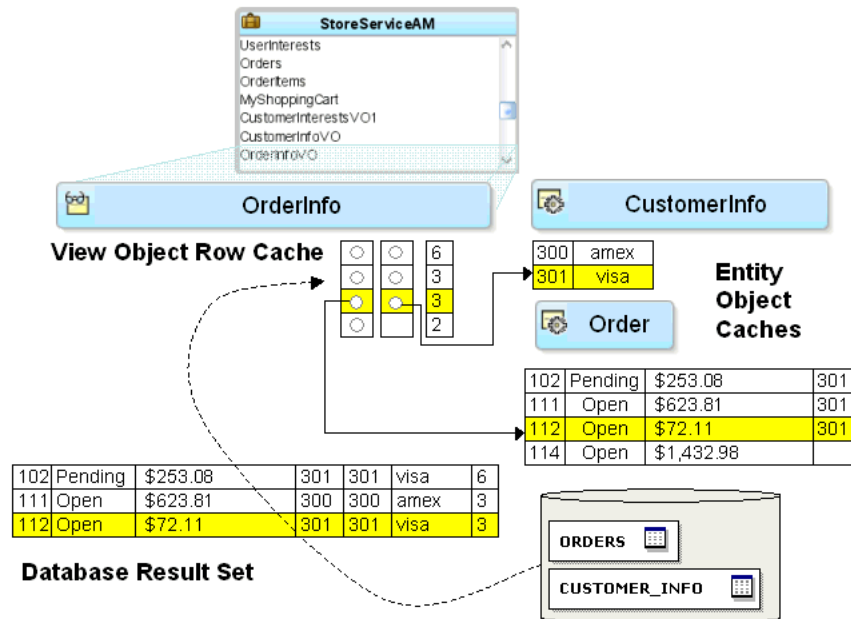 StoreServiceAM
UserInterests
Orders
OrderItems
MyShoppingCart
CustomerInterestsVO1
CustomerInfoVO
OrderInfoVO
OrderInfo
CustomerInfo
View Object Row Cache
6
3
3
2
300 amex
301 visa
Entity
Object
Caches
Order
102 Pending $253.08 301
111 Open $623.81 301
112 Open $72.11 301
114 Open $1,432.98
102 Pending $253.08 301 301 visa 6
111 Open $623.81 300 300 amex 3
112 Open $72.11 301 301 visa 3
Database Result Set
ORDERS
CUSTOMER_INFO